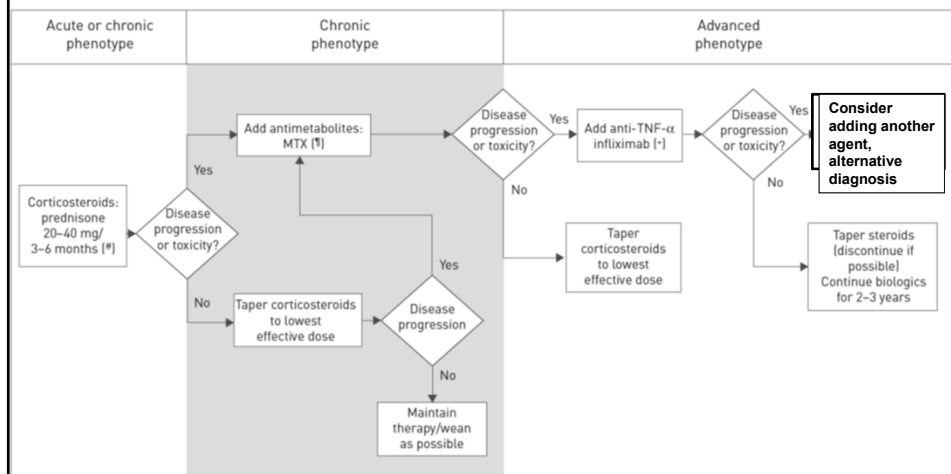 Acute or chronic
phenotype
Chronic
phenotype
Advanced
phenotype
Corticosteroids:
prednisone
20–40 mg/
3–6 months [#]
Disease
progression
or toxicity?
Yes
No
Add antimetabolites:
MTX [¶]
Taper corticosteroids
to lowest
effective dose
Disease
progression
Yes
No
Maintain
therapy/wean
as possible
Disease
progression
or toxicity?
Yes
No
Add anti-TNF-α
infliximab [+]
Taper
corticosteroids
to lowest
effective dose
Disease
progression
or toxicity?
Yes
No
Consider
adding another
agent,
alternative
diagnosis
Taper steroids
(discontinue if
possible)
Continue biologics
for 2–3 years